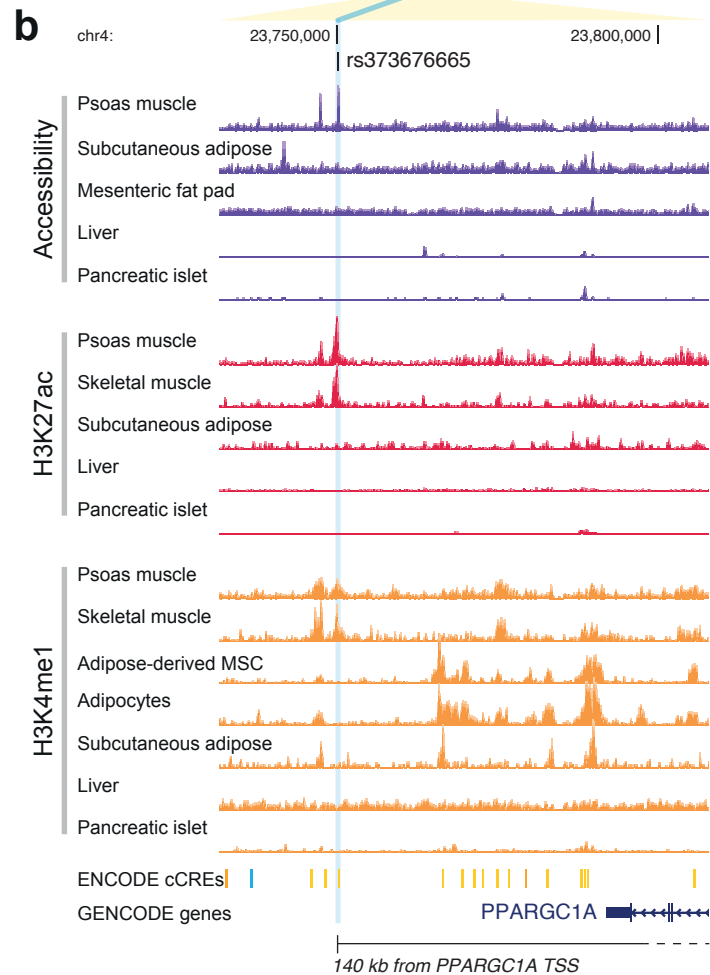 b
chr4: 23,750,000 23,800,000
rs373676665
Accessibility
Psoas muscle
Subcutaneous adipose
Mesenteric fat pad
Liver
Pancreatic islet
H3K27ac
Psoas muscle
Skeletal muscle
Subcutaneous adipose
Liver
Pancreatic islet
H3K4me1
Psoas muscle
Skeletal muscle
Adipose-derived MSC
Adipocytes
Subcutaneous adipose
Liver
Pancreatic islet
ENCODE cCREs
GENCODE genes PPARGC1A
140 kb from PPARGC1A TSS